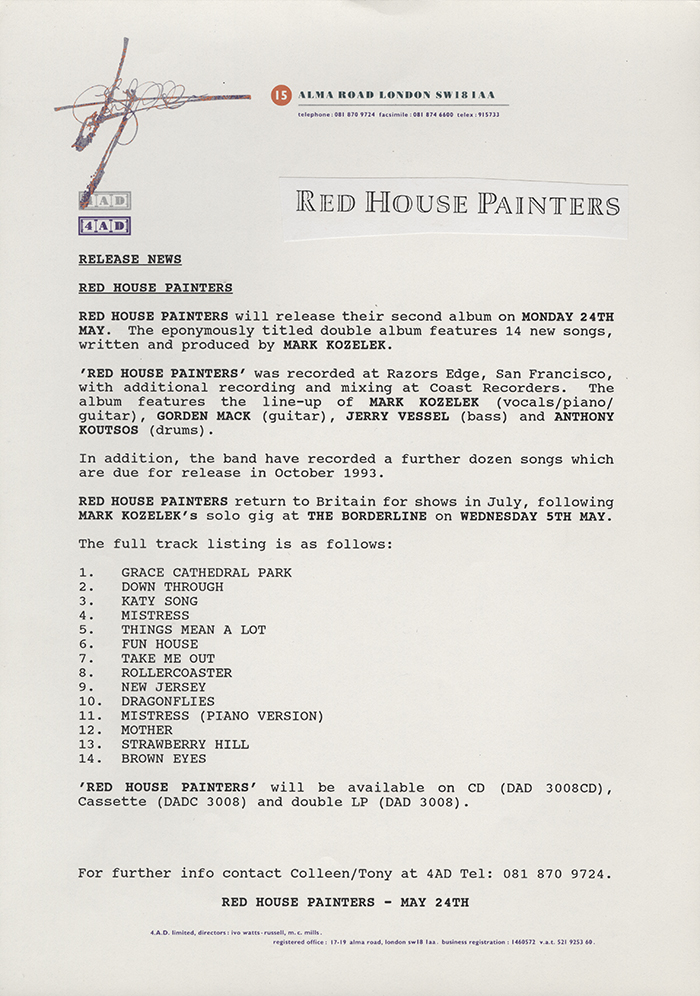 15 ALMA ROAD LONDON SW18 1AA
telephone: 081 870 9724 facsimile: 081 874 6600 telex: 915733
4AD
4AD
RED HOUSE PAINTERS
RELEASE NEWS
RED HOUSE PAINTERS
RED HOUSE PAINTERS will release their second album on MONDAY 24TH
MAY. The eponymously titled double album features 14 new songs,
written and produced by MARK KOZELEK.
'RED HOUSE PAINTERS' was recorded at Razors Edge, San Francisco,
with additional recording and mixing at Coast Recorders. The
album features the line-up of MARK KOZELEK (vocals/piano/
guitar), GORDEN MACK (guitar), JERRY VESSEL (bass) and ANTHONY
KOUTSOS (drums).
In addition, the band have recorded a further dozen songs which
are due for release in October 1993.
RED HOUSE PAINTERS return to Britain for shows in July, following
MARK KOZELEK's solo gig at THE BORDERLINE on WEDNESDAY 5TH MAY.
The full track listing is as follows:
1. GRACE CATHEDRAL PARK
2. DOWN THROUGH
3. KATY SONG
4. MISTRESS
5. THINGS MEAN A LOT
6. FUN HOUSE
7. TAKE ME OUT
8. ROLLERCOASTER
9. NEW JERSEY
10. DRAGONFLIES
11. MISTRESS (PIANO VERSION)
12. MOTHER
13. STRAWBERRY HILL
14. BROWN EYES
'RED HOUSE PAINTERS' will be available on CD (DAD 3008CD),
Cassette (DADC 3008) and double LP (DAD 3008).
For further info contact Colleen/Tony at 4AD Tel: 081 870 9724.
RED HOUSE PAINTERS - MAY 24TH
4.A.D. limited, directors: ivo watts-russell, m.c. mills.
registered office: 17-19 alma road, london sw18 1aa. business registration: 1460572 v.a.t. 521 9253 60.